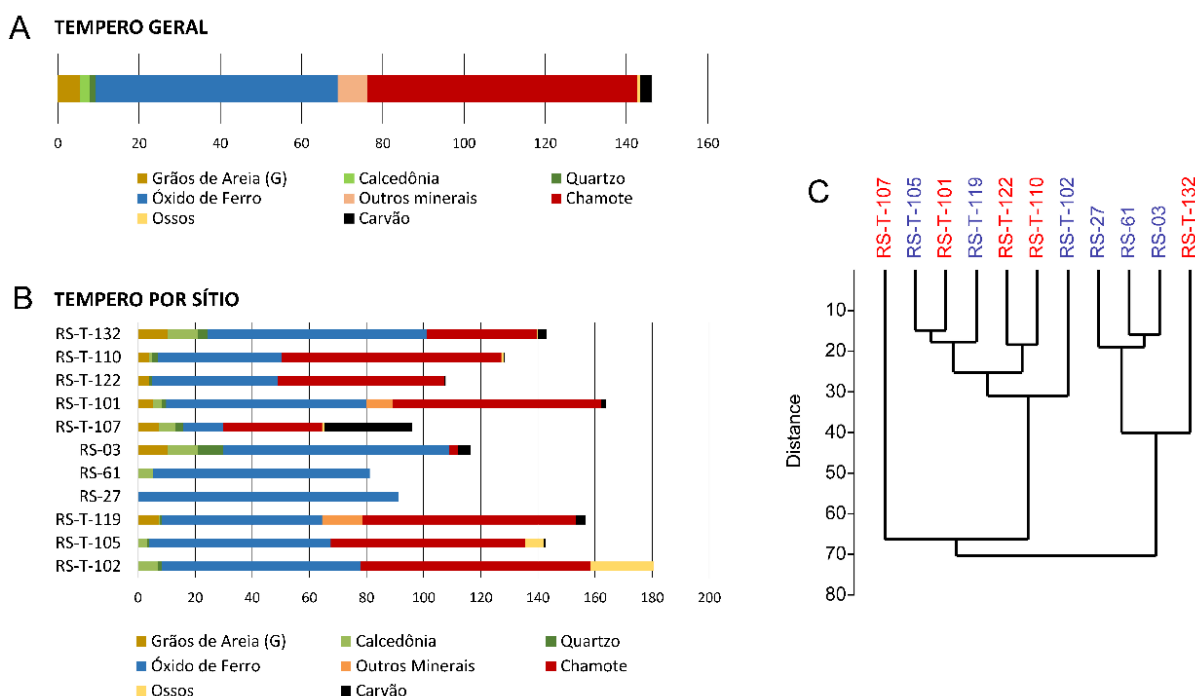 A TEMPERO GERAL
0 20 40 60 80 100 120 140 160
Grãos de Areia (G) Calcedônia Quartzo
Óxido de Ferro Outros minerais Chamote
Ossos Carvão
B TEMPERO POR SÍTIO
RS-T-132
RS-T-110
RS-T-122
RS-T-101
RS-T-107
RS-03
RS-61
RS-27
RS-T-119
RS-T-105
RS-T-102
0 20 40 60 80 100 120 140 160 180 200
Grãos de Areia (G) Calcedônia Quartzo
Óxido de Ferro Outros Minerais Chamote
Ossos Carvão
C
RS-T-107 RS-T-105 RS-T-101 RS-T-119 RS-T-122 RS-T-110 RS-T-102 RS-27 RS-61 RS-03 RS-T-132
Distance
10
20
30
40
50
60
70
80